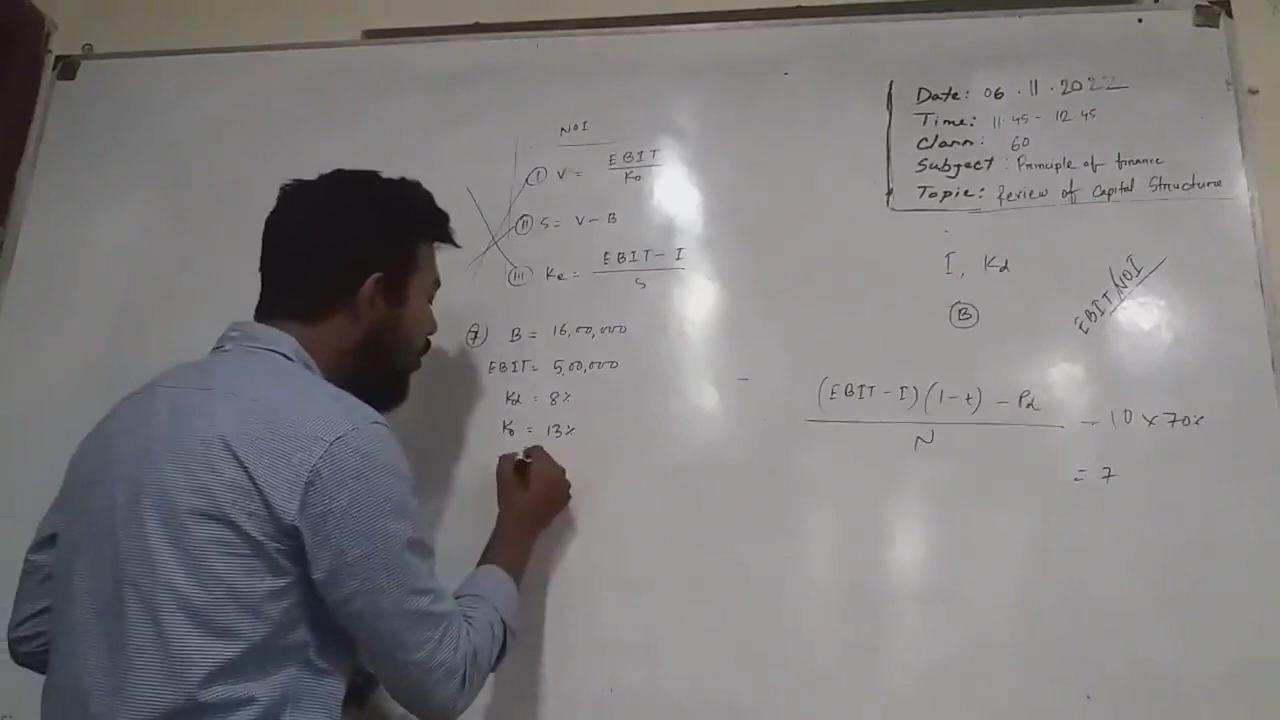 NOI
I V = EBIT / Ko
II S = V - B
III Ke = EBIT - I / S
7 B = 16,00,000
EBIT = 5,00,000
Kd = 8%
Ko = 13%
Date: 06.11.2022
Time: 11.45 - 12.45
Class: 60
Subject: Principle of finance
Topic: Review of Capital Structure
I, Kd
B
EBIT/NOI
(EBIT - I)(1 - t) - Pd / N
- 10 x 70%
= 7